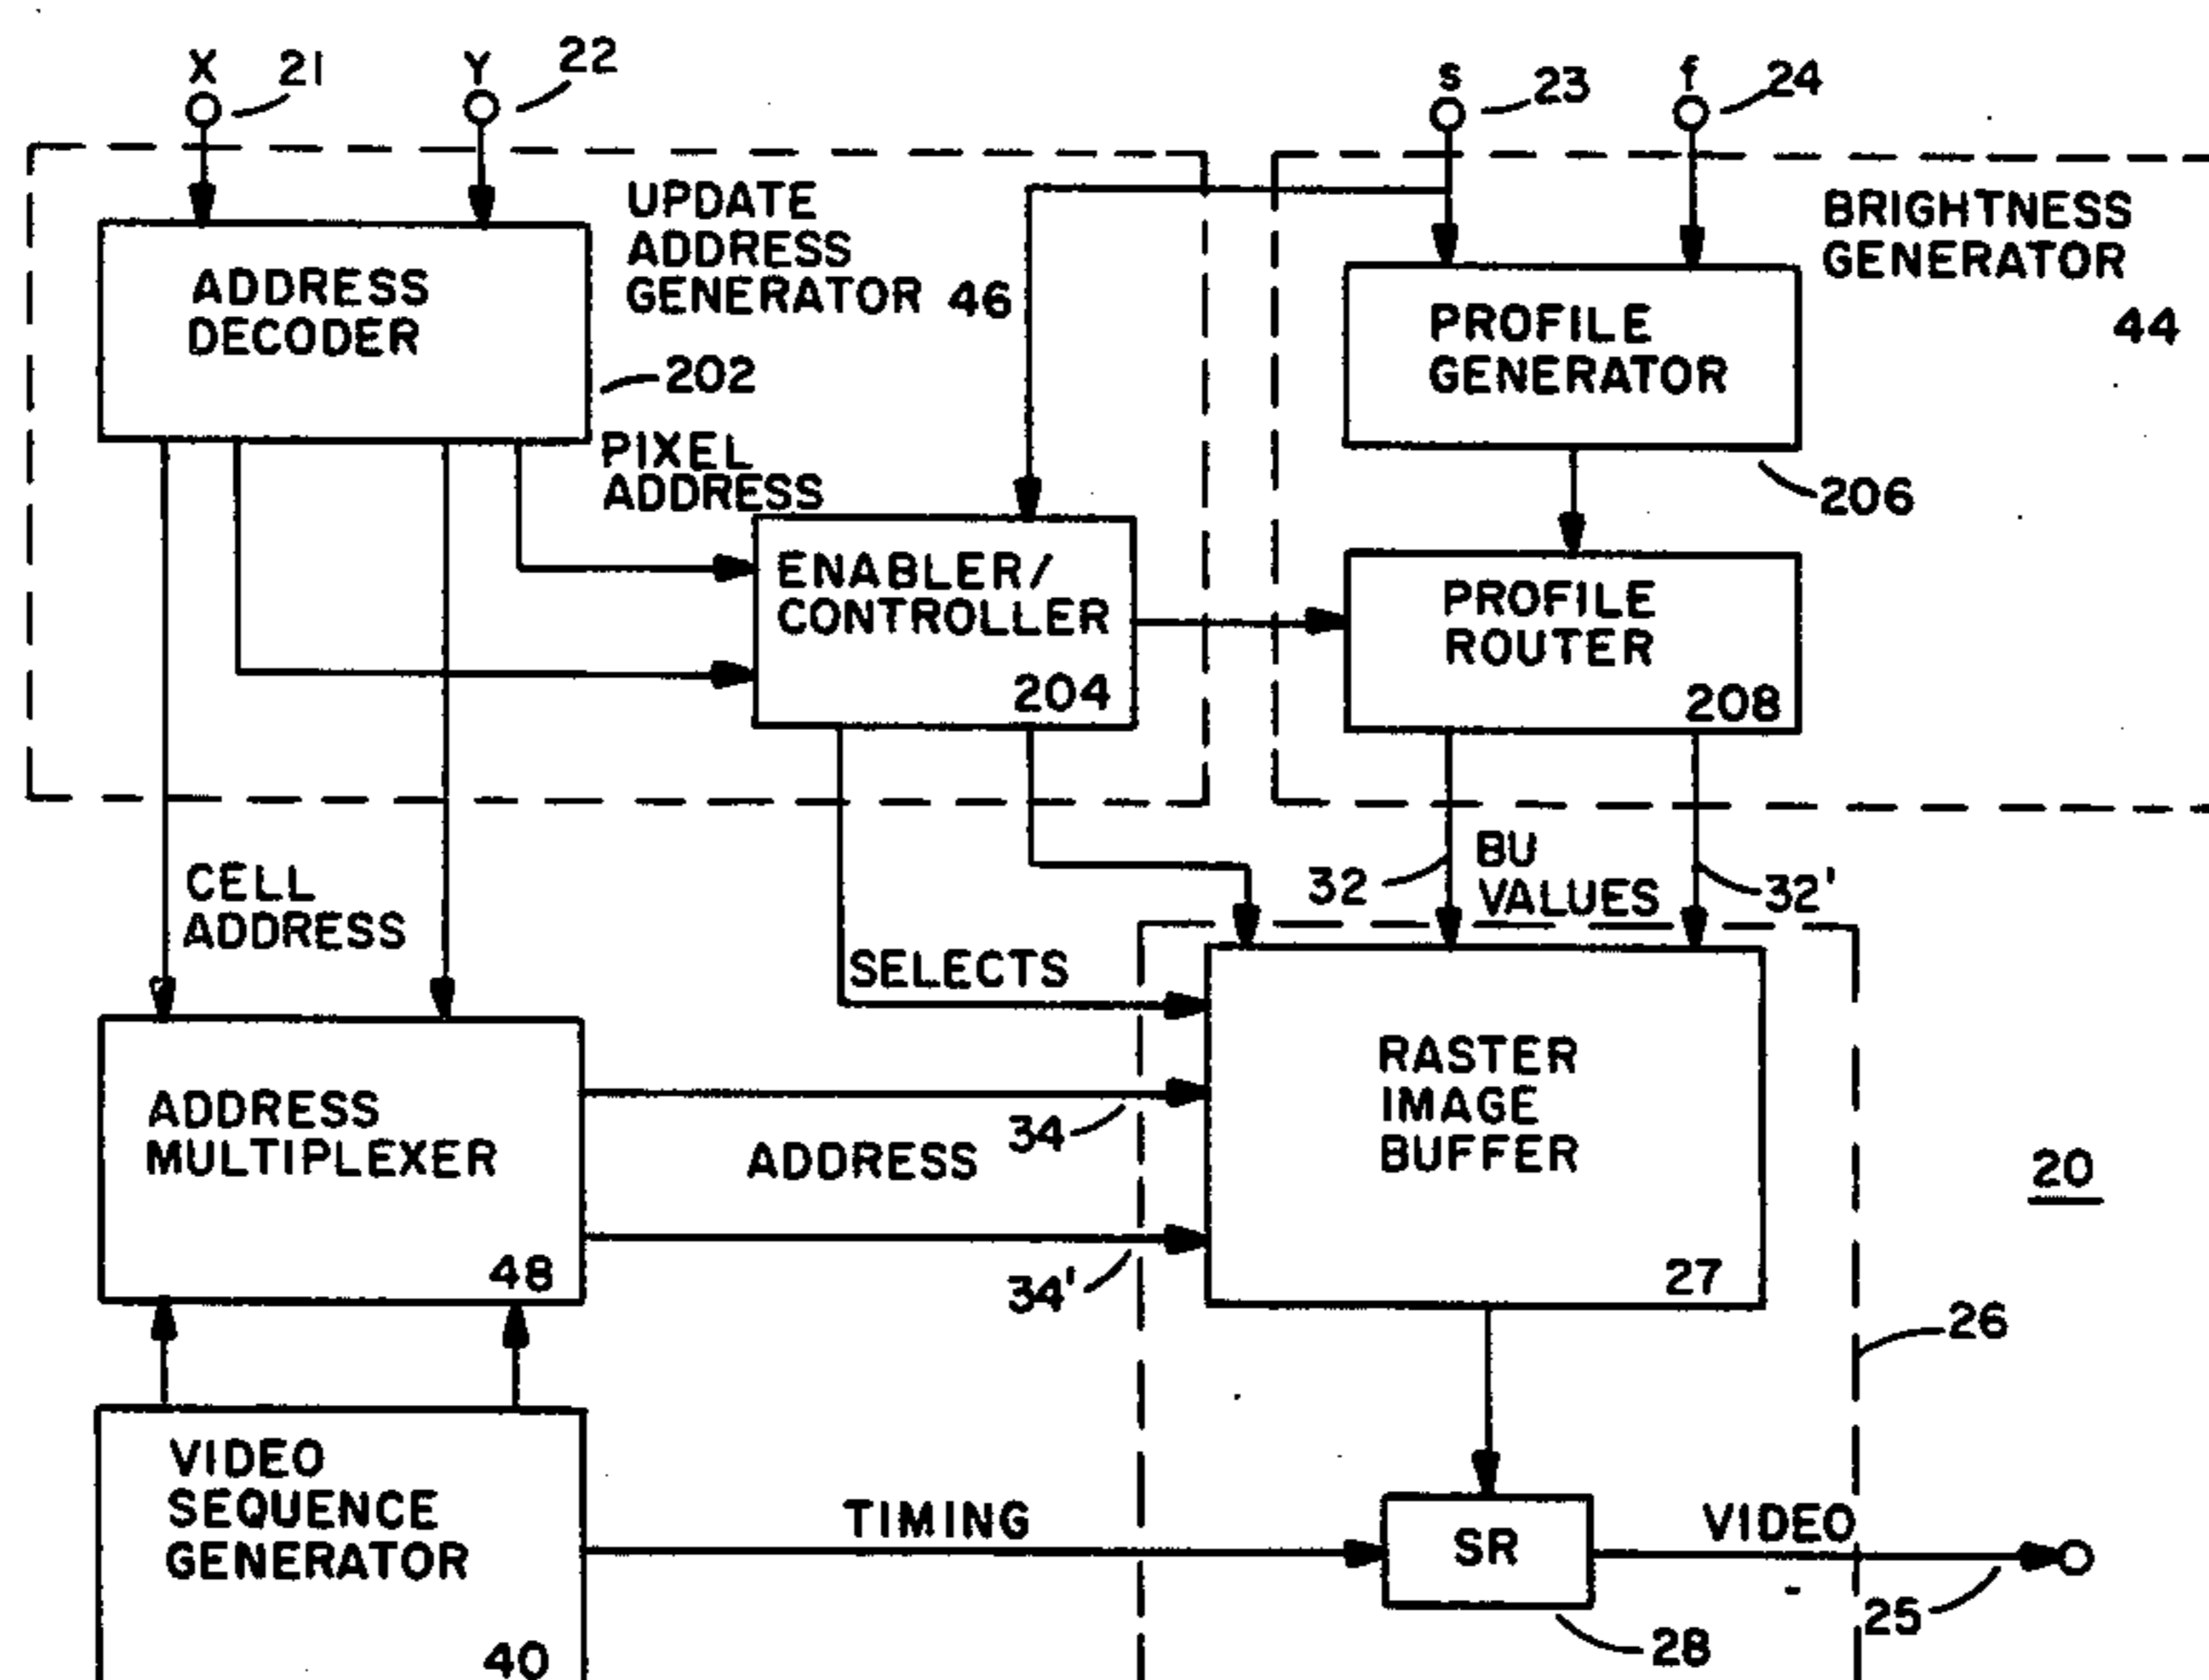 X 21
Y 22
s 23
f 24
UPDATE
ADDRESS
GENERATOR 46
BRIGHTNESS
GENERATOR
44
ADDRESS
DECODER
202
PROFILE
GENERATOR
206
PIXEL
ADDRESS
ENABLER/
CONTROLLER
204
PROFILE
ROUTER
208
CELL
ADDRESS
32
BU
VALUES
32'
SELECTS
ADDRESS
MULTIPLEXER
48
ADDRESS
34
34'
RASTER
IMAGE
BUFFER
27
20
26
VIDEO
SEQUENCE
GENERATOR
40
TIMING
SR
28
VIDEO
25